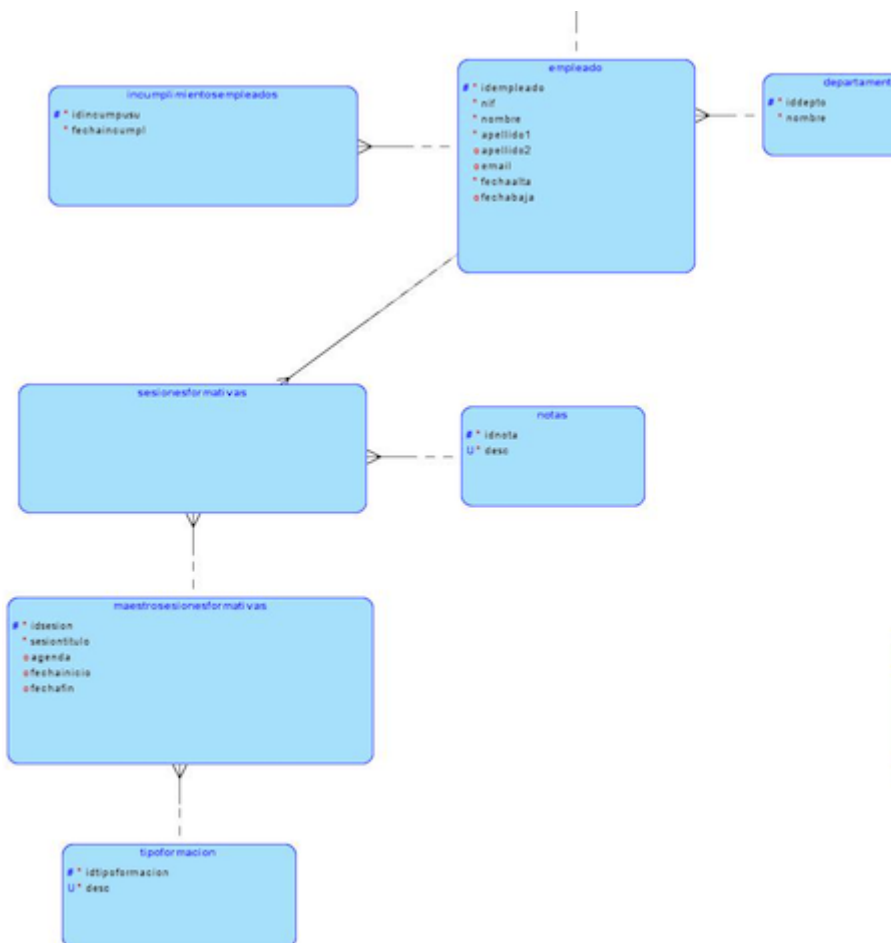 empleado
# * idempleado
* nif
* nombre
* apellido1
o apellido2
o email
* fechaalta
o fechabaja
incumplimientosempleados
# * idincumpusu
* fechaincumpl
departament
# * iddepto
* nombre
sesionesformativas
notas
# * idnota
U * desc
maestrosesionesformativas
# * idsesion
* sesiontitulo
o agenda
o fechainicio
o fechafin
tipoformacion
# * idtipoformacion
U * desc